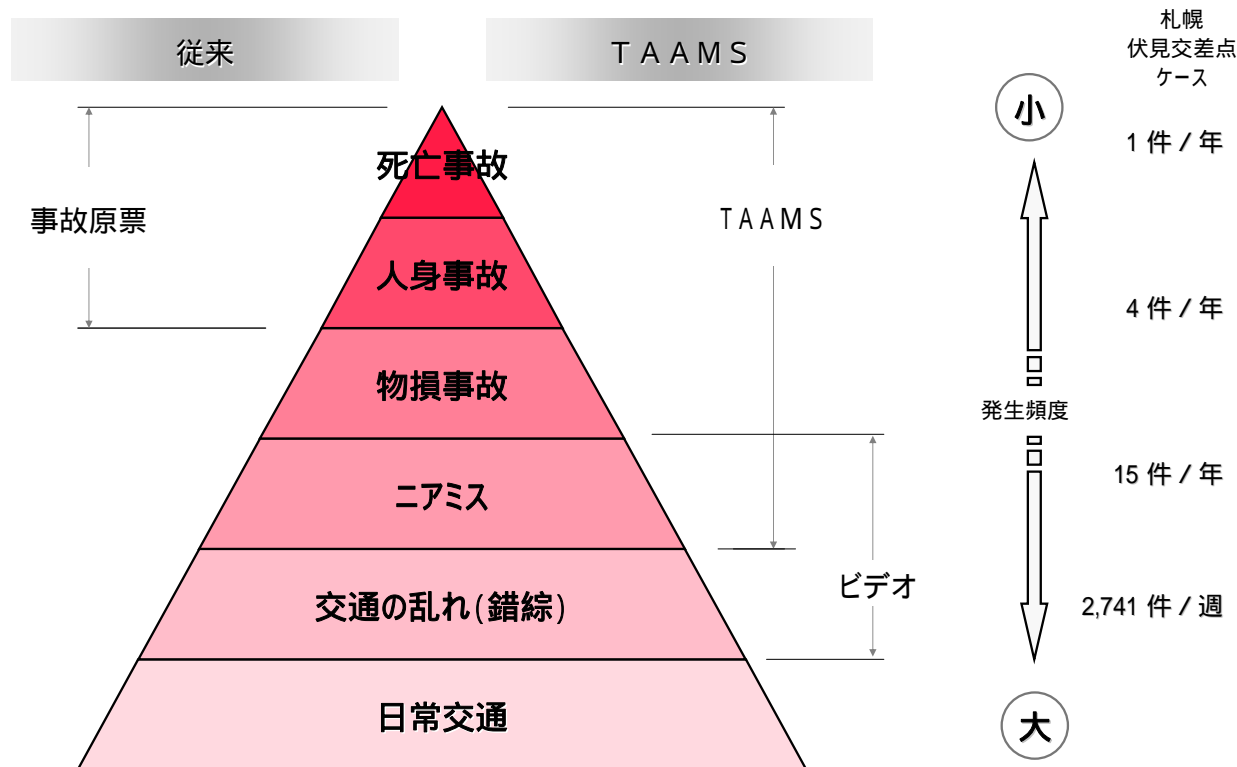 従来
ＴＡＡＭＳ
札幌
伏見交差点
ケース
小
1 件 / 年
死亡事故
事故原票
ＴＡＡＭＳ
人身事故
4 件 / 年
物損事故
発生頻度
ニアミス
15 件 / 年
ビデオ
交通の乱れ(錯綜)
2,741 件 / 週
日常交通
大